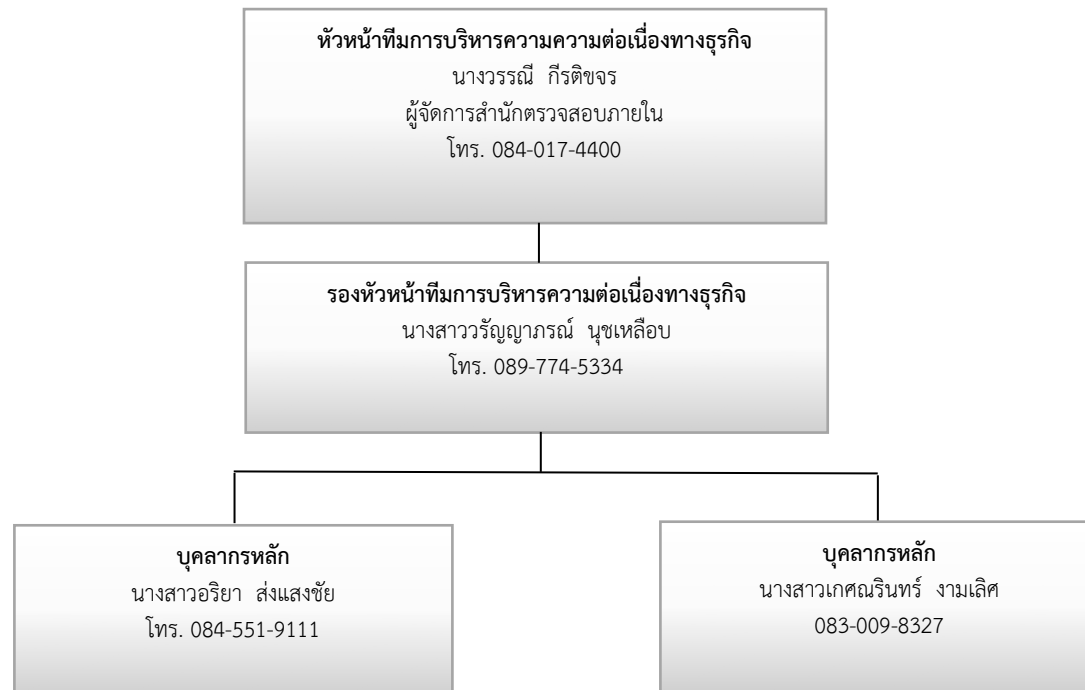 หัวหน้าทีมการบริหารความความต่อเนื่องทางธุรกิจ
นางวรรณี กีรติขจร
ผู้จัดการสำนักตรวจสอบภายใน
โทร. 084-017-4400
รองหัวหน้าทีมการบริหารความต่อเนื่องทางธุรกิจ
นางสาววรัญญาภรณ์ นุชเหลือบ
โทร. 089-774-5334
บุคลากรหลัก
นางสาวอริยา ส่งแสงชัย
โทร. 084-551-9111
บุคลากรหลัก
นางสาวเกศณรินทร์ งามเลิศ
083-009-8327